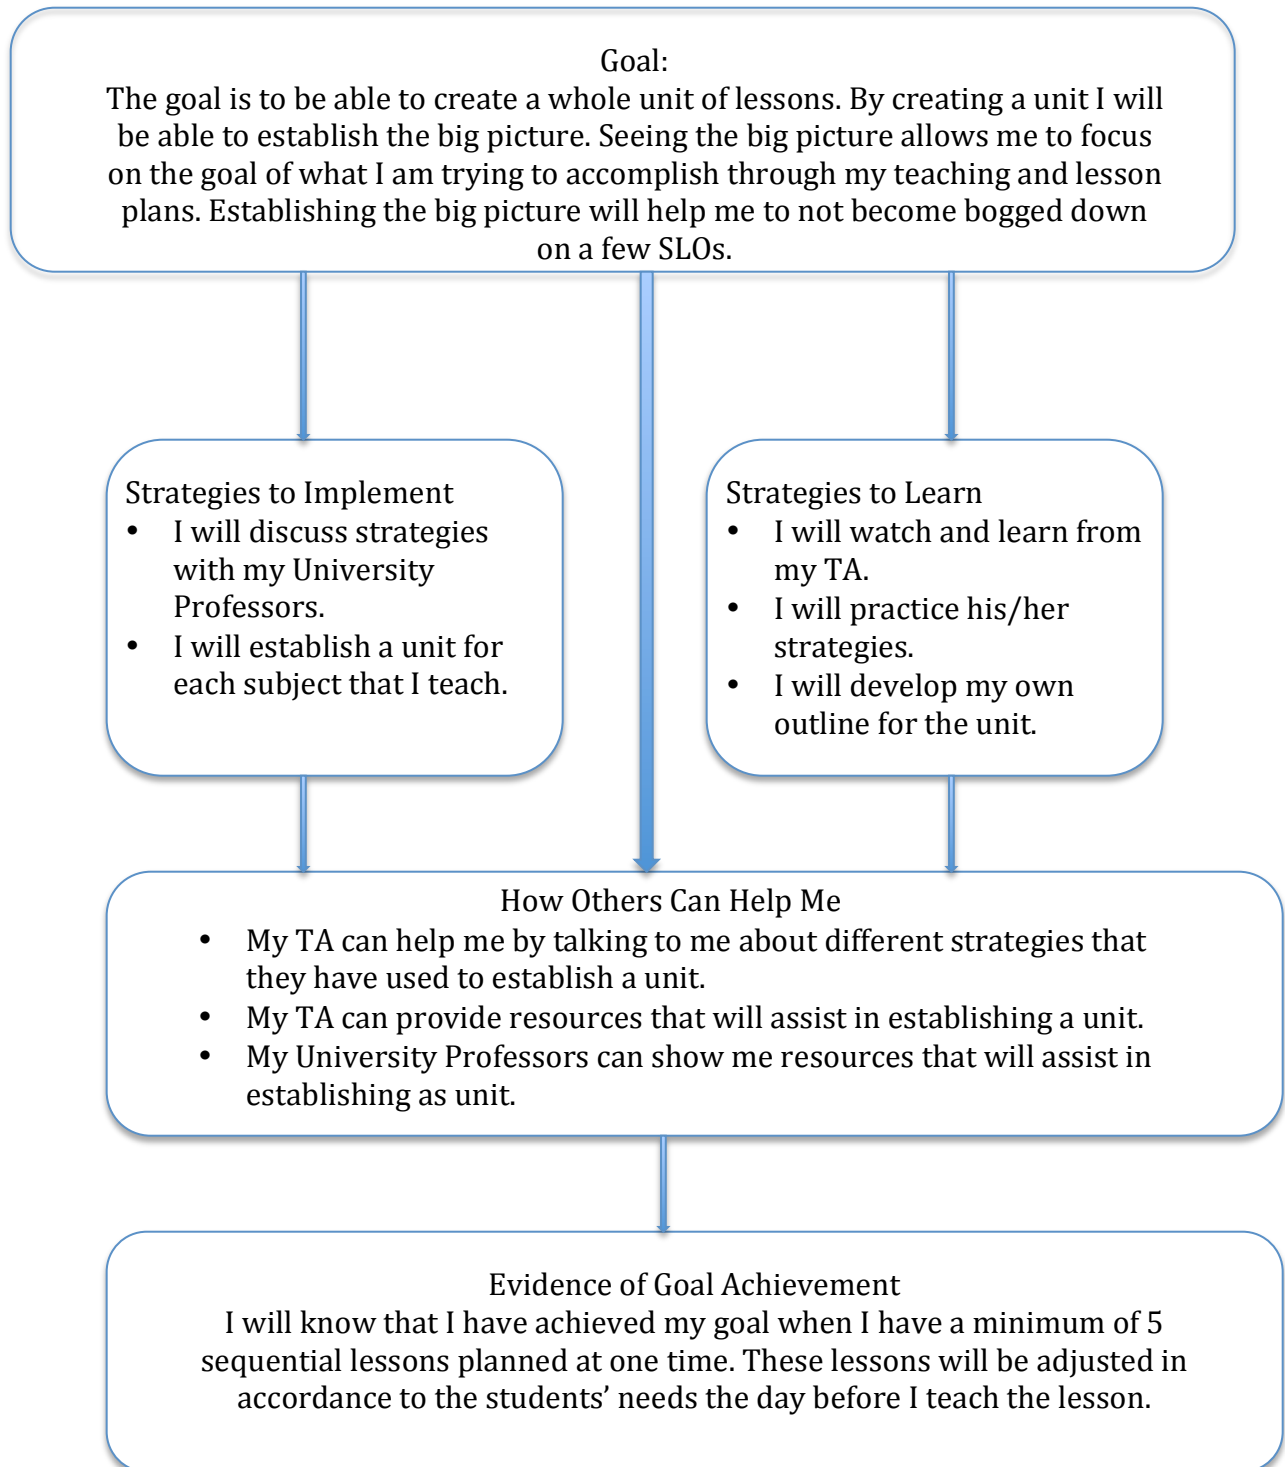 Goal:
The goal is to be able to create a whole unit of lessons. By creating a unit I will
be able to establish the big picture. Seeing the big picture allows me to focus
on the goal of what I am trying to accomplish through my teaching and lesson
plans. Establishing the big picture will help me to not become bogged down
on a few SLOs.
Strategies to Implement
• I will discuss strategies
with my University
Professors.
• I will establish a unit for
each subject that I teach.
Strategies to Learn
• I will watch and learn from
my TA.
• I will practice his/her
strategies.
• I will develop my own
outline for the unit.
How Others Can Help Me
• My TA can help me by talking to me about different strategies that
they have used to establish a unit.
• My TA can provide resources that will assist in establishing a unit.
• My University Professors can show me resources that will assist in
establishing as unit.
Evidence of Goal Achievement
I will know that I have achieved my goal when I have a minimum of 5
sequential lessons planned at one time. These lessons will be adjusted in
accordance to the students’ needs the day before I teach the lesson.